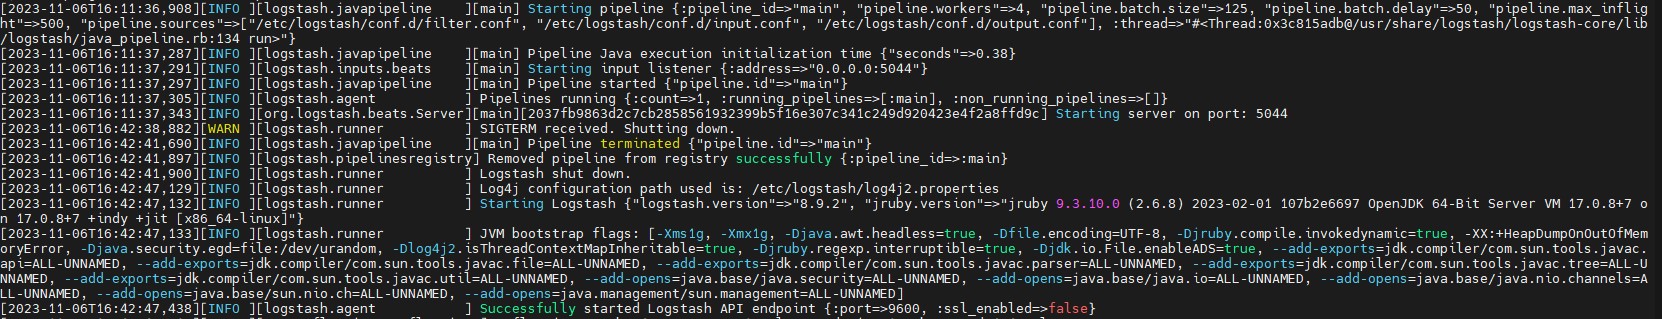 [2023-11-06T16:11:36,908][INFO ][logstash.javapipeline    ][main] Starting pipeline {:pipeline_id=>"main", "pipeline.workers"=>4, "pipeline.batch.size"=>125, "pipeline.batch.delay"=>50, "pipeline.max_inflig
ht"=>500, "pipeline.sources"=>["/etc/logstash/conf.d/filter.conf", "/etc/logstash/conf.d/input.conf", "/etc/logstash/conf.d/output.conf"], :thread=>"#<Thread:0x3c815adb@/usr/share/logstash/logstash-core/lib
/logstash/java_pipeline.rb:134 run>"}
[2023-11-06T16:11:37,287][INFO ][logstash.javapipeline    ][main] Pipeline Java execution initialization time {"seconds"=>0.38}
[2023-11-06T16:11:37,291][INFO ][logstash.inputs.beats    ][main] Starting input listener {:address=>"0.0.0.0:5044"}
[2023-11-06T16:11:37,297][INFO ][logstash.javapipeline    ][main] Pipeline started {"pipeline.id"=>"main"}
[2023-11-06T16:11:37,305][INFO ][logstash.agent           ] Pipelines running {:count=>1, :running_pipelines=>[:main], :non_running_pipelines=>[]}
[2023-11-06T16:11:37,343][INFO ][org.logstash.beats.Server][main][2037fb9863d2c7cb2858561932399b5f16e307c341c249d920423e4f2a8ffd9c] Starting server on port: 5044
[2023-11-06T16:42:38,882][WARN ][logstash.runner          ] SIGTERM received. Shutting down.
[2023-11-06T16:42:41,690][INFO ][logstash.javapipeline    ][main] Pipeline terminated {"pipeline.id"=>"main"}
[2023-11-06T16:42:41,897][INFO ][logstash.pipelinesregistry] Removed pipeline from registry successfully {:pipeline_id=>:main}
[2023-11-06T16:42:41,900][INFO ][logstash.runner          ] Logstash shut down.
[2023-11-06T16:42:47,129][INFO ][logstash.runner          ] Log4j configuration path used is: /etc/logstash/log4j2.properties
[2023-11-06T16:42:47,132][INFO ][logstash.runner          ] Starting Logstash {"logstash.version"=>"8.9.2", "jruby.version"=>"jruby 9.3.10.0 (2.6.8) 2023-02-01 107b2e6697 OpenJDK 64-Bit Server VM 17.0.8+7 o
n 17.0.8+7 +indy +jit [x86_64-linux]"}
[2023-11-06T16:42:47,133][INFO ][logstash.runner          ] JVM bootstrap flags: [-Xms1g, -Xmx1g, -Djava.awt.headless=true, -Dfile.encoding=UTF-8, -Djruby.compile.invokedynamic=true, -XX:+HeapDumpOnOutOfMem
oryError, -Djava.security.egd=file:/dev/urandom, -Dlog4j2.isThreadContextMapInheritable=true, -Djruby.regexp.interruptible=true, -Djdk.io.File.enableADS=true, --add-exports=jdk.compiler/com.sun.tools.javac.
api=ALL-UNNAMED, --add-exports=jdk.compiler/com.sun.tools.javac.file=ALL-UNNAMED, --add-exports=jdk.compiler/com.sun.tools.javac.parser=ALL-UNNAMED, --add-exports=jdk.compiler/com.sun.tools.javac.tree=ALL-U
NNAMED, --add-exports=jdk.compiler/com.sun.tools.javac.util=ALL-UNNAMED, --add-opens=java.base/java.security=ALL-UNNAMED, --add-opens=java.base/java.io=ALL-UNNAMED, --add-opens=java.base/java.nio.channels=A
LL-UNNAMED, --add-opens=java.base/sun.nio.ch=ALL-UNNAMED, --add-opens=java.management/sun.management=ALL-UNNAMED]
[2023-11-06T16:42:47,438][INFO ][logstash.agent           ] Successfully started Logstash API endpoint {:port=>9600, :ssl_enabled=>false}